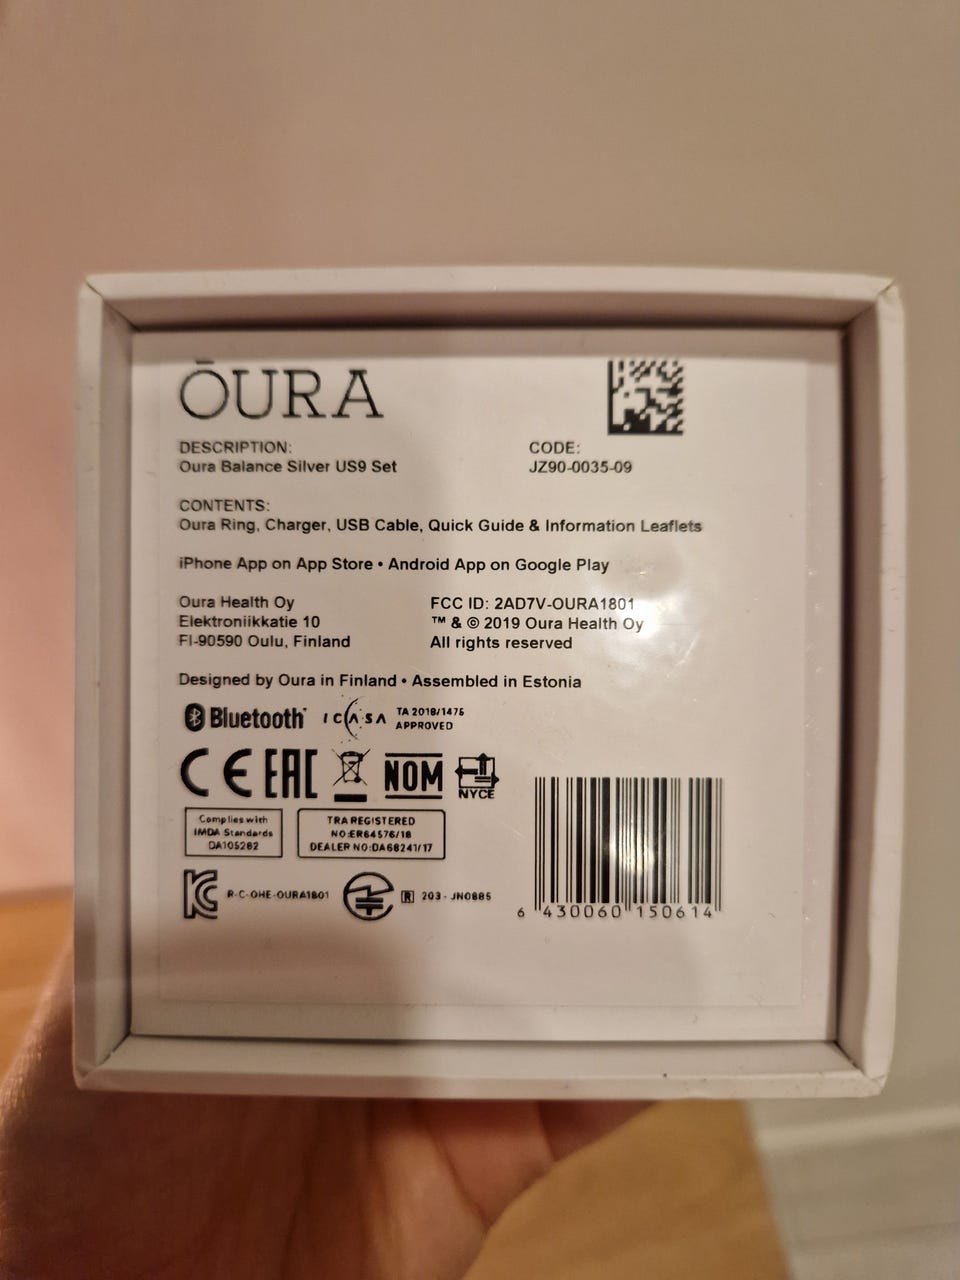 ŌURA
DESCRIPTION:
Oura Balance Silver US9 Set
CODE:
JZ90-0035-09
CONTENTS:
Oura Ring, Charger, USB Cable, Quick Guide & Information Leaflets
iPhone App on App Store • Android App on Google Play
Oura Health Oy
Elektroniikkatie 10
FI-90590 Oulu, Finland
FCC ID: 2AD7V-OURA1801
™ & © 2019 Oura Health Oy
All rights reserved
Designed by Oura in Finland • Assembled in Estonia
Bluetooth®
ICASA
TA 2018/1475
APPROVED
CE EAC NOM NYCE
Complies with
IMDA Standards
DA105282
TRA REGISTERED
NO:ER64576/18
DEALER NO:DA68241/17
KC
R-C-OHE-OURA1801
R 203-JN0885
6 430060 150614